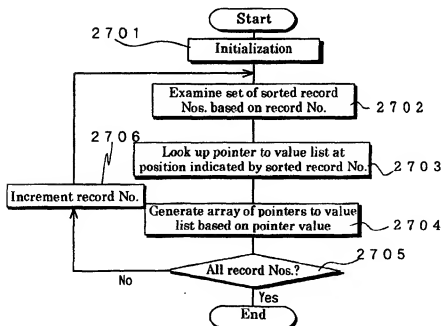 Start
2701
Initialization
Examine set of sorted record
Nos. based on record No.
2702
2706
Look up pointer to value list at
position indicated by sorted record No.
2703
Increment record No.
Generate array of pointers to value
list based on pointer value
2704
2705
All record Nos.?
No
Yes
End